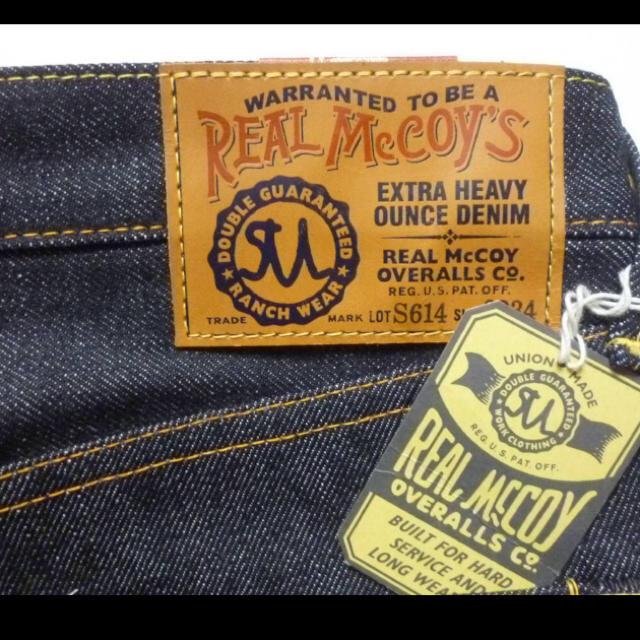 WARRANTED TO BE A
REAL McCOY'S
DOUBLE GUARANTEED
RANCH WEAR
EXTRA HEAVY
OUNCE DENIM
REAL McCOY
OVERALLS Co.
REG. U.S. PAT. OFF.
TRADE MARK LOT S614
UNION MADE
DOUBLE GUARANTEED
WORK CLOTHING
REG. U.S. PAT. OFF.
REAL McCOY
OVERALLS Co.
BUILT FOR HARD
SERVICE AND
LONG WEAR